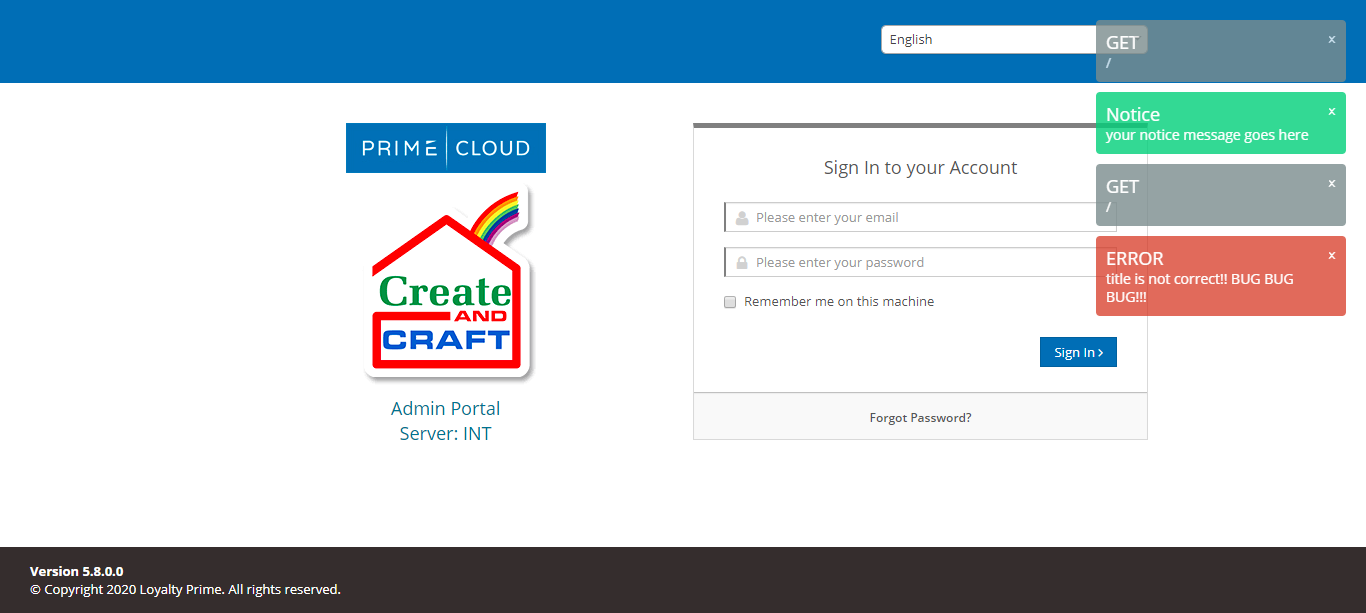 English
GET
x
/
Notice
x
your notice message goes here
GET
x
/
ERROR
x
title is not correct!! BUG BUG
BUG!!!
PRIME CLOUD
Create
AND
CRAFT
Admin Portal
Server: INT
Sign In to your Account
Please enter your email
Please enter your password
Remember me on this machine
Sign In ›
Forgot Password?
Version 5.8.0.0
© Copyright 2020 Loyalty Prime. All rights reserved.